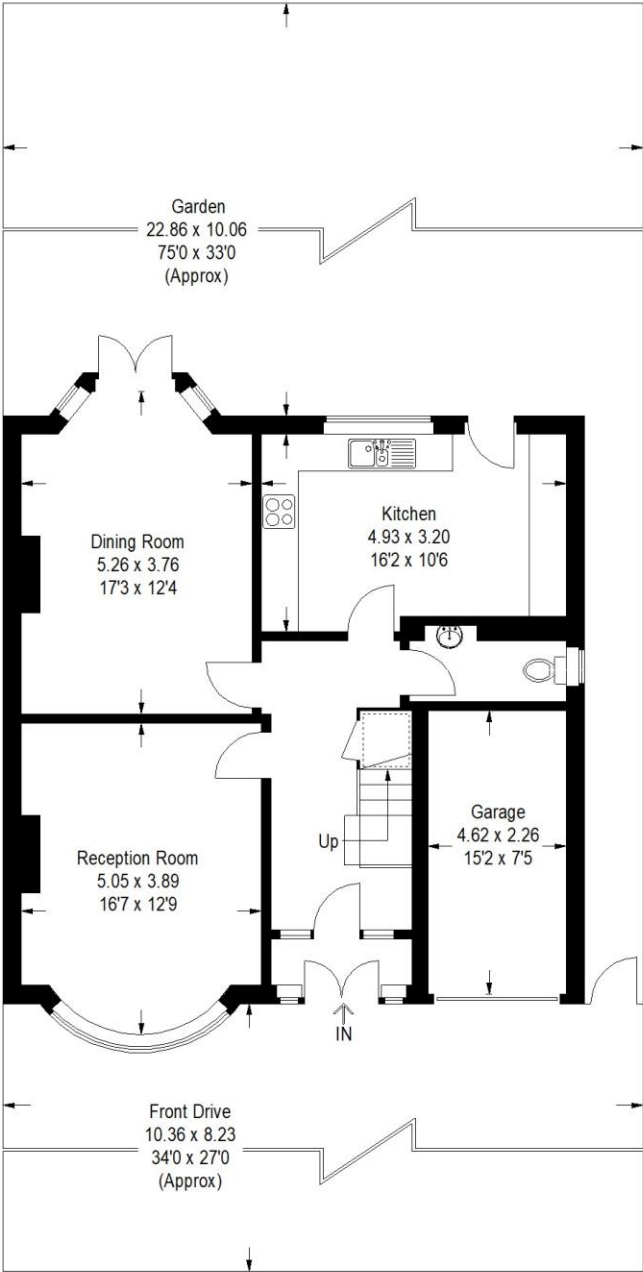 Garden
22.86 x 10.06
75'0 x 33'0
(Approx)
Kitchen
4.93 x 3.20
16'2 x 10'6
Dining Room
5.26 x 3.76
17'3 x 12'4
Garage
4.62 x 2.26
15'2 x 7'5
Up
Reception Room
5.05 x 3.89
16'7 x 12'9
IN
Front Drive
10.36 x 8.23
34'0 x 27'0
(Approx)